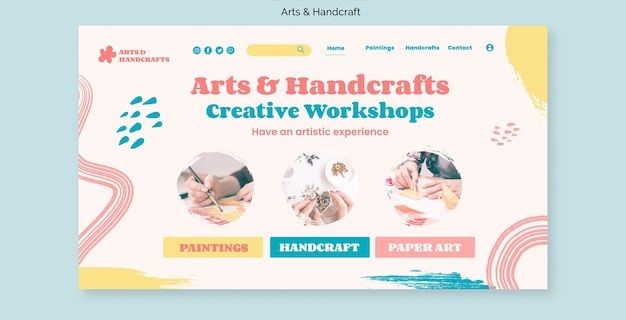 Arts & Handcraft
ARTS &
HANDCRAFTS
Home
Paintings
Handcrafts
Contact
Arts & Handcrafts
Creative Workshops
Have an artistic experience
PAINTINGS
HANDCRAFT
PAPER ART